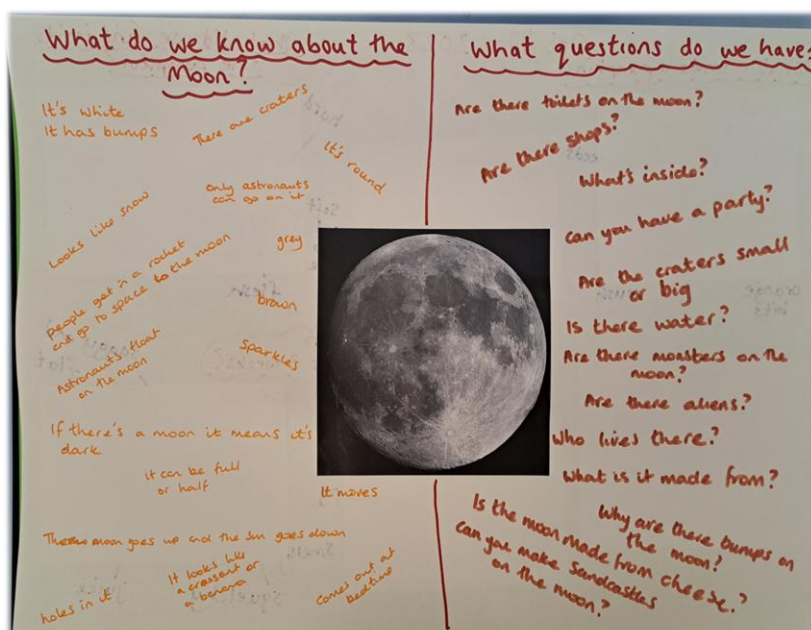 What do we know about the
Moon?
It's white
It has bumps
There are craters
It's round
only astronauts
can go on it
Looks like snow
grey
People get in a rocket
and go to space to the moon
brown
Astronauts float
on the moon
Sparkles
If there's a moon it means it's
dark
it can be full
or half
It moves
The moon goes up and the sun goes down
It looks like
a croissant or
a banana
holes in it
comes out at
bedtime
What questions do we have?
Are there toilets on the moon?
Are there shops?
What's inside?
can you have a party?
Are the craters small
or big
Is there water?
Are there monsters on the
moon?
Are there aliens?
Who lives there?
What is it made from?
Why are there bumps on
the moon?
Is the moon made from cheese?
can you make sandcastles
on the moon?